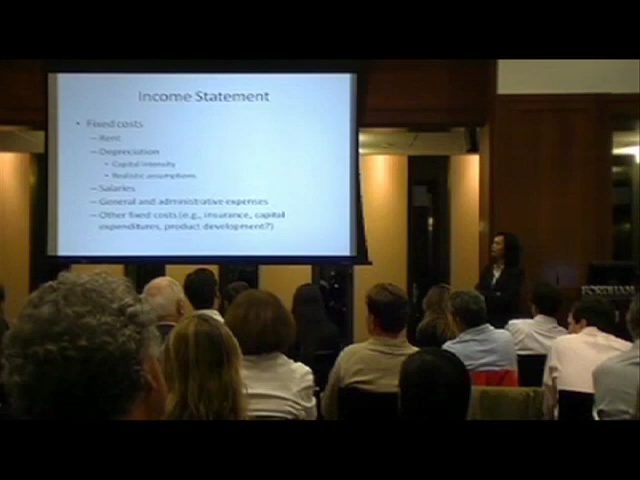 Income Statement
• Fixed costs
– Rent
– Depreciation
• Capital intensity
• Realistic assumptions
– Salaries
– General and administrative expenses
– Other fixed costs (e.g., insurance, capital
expenditures, product development?)
FORDHAM